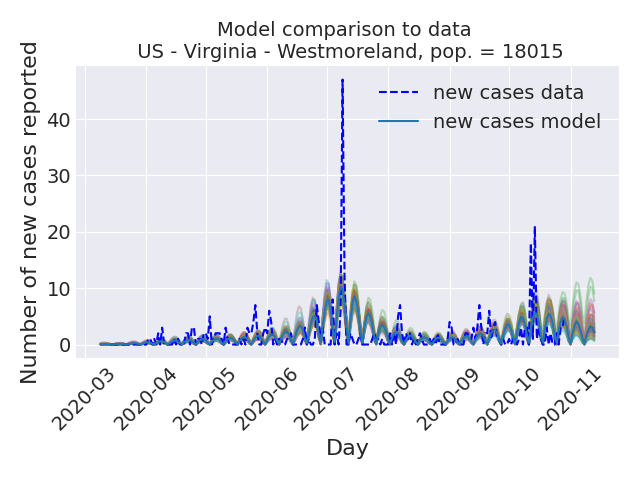 Model comparison to data
US - Virginia - Westmoreland, pop. = 18015
new cases data
new cases model
Number of new cases reported
40
30
20
10
0
2020-03
2020-04
2020-05
2020-06
2020-07
2020-08
2020-09
2020-10
2020-11
Day